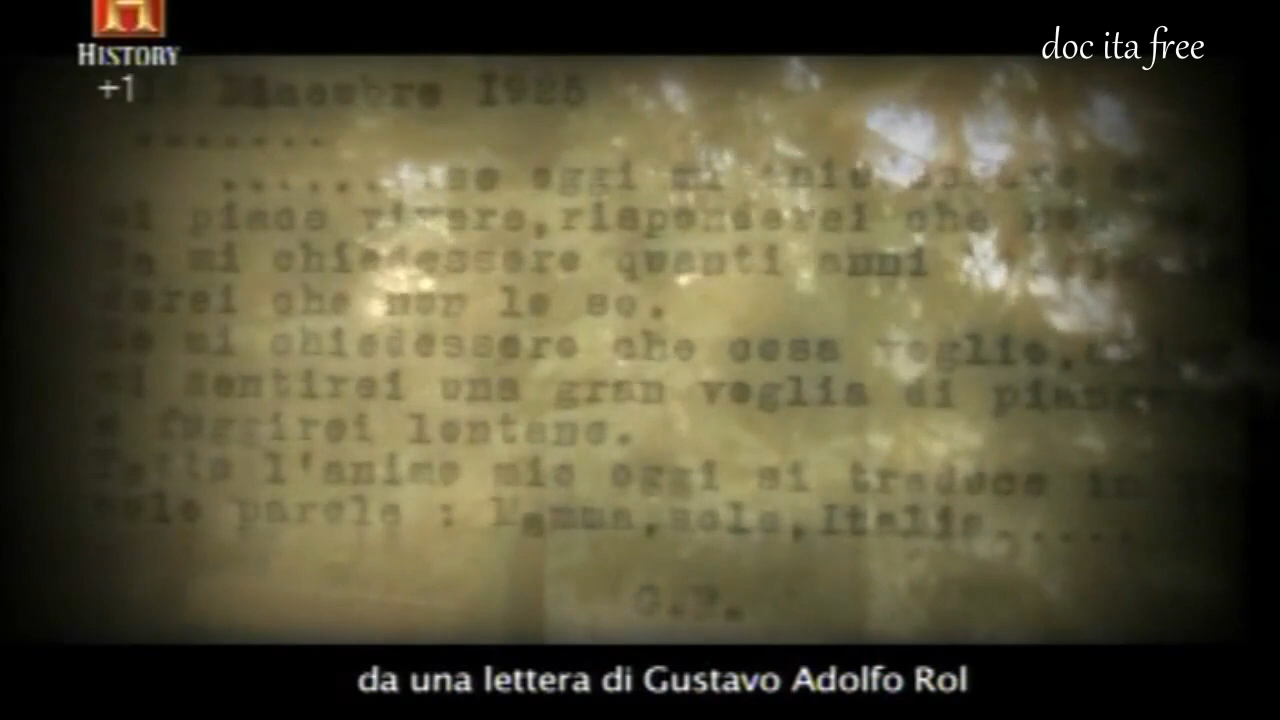 HISTORY
+1
doc ita free
Dicembre 1925
.......
....... se oggi mi
mi piace vivere, risponderei che non
Se mi chiedessero quanti anni
derei che non lo so.
Se mi chiedessero che cosa voglio,
mi sentirei una gran voglia di piangere
e fuggirei lontano.
Tutta l'anima mia oggi si traduce in
sole parole : Mamma,sole,Italia.....
G.R.
da una lettera di Gustavo Adolfo Rol